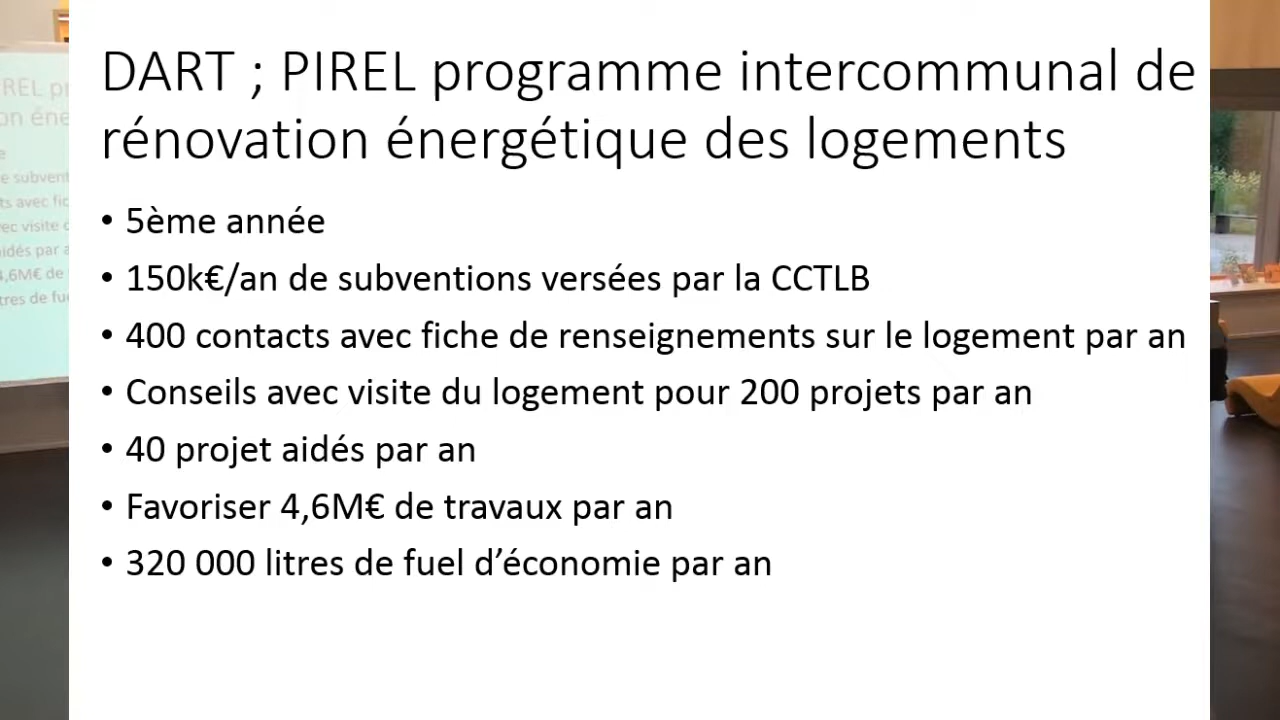 DART ; PIREL programme intercommunal de
rénovation énergétique des logements
• 5ème année
• 150k€/an de subventions versées par la CCTLB
• 400 contacts avec fiche de renseignements sur le logement par an
• Conseils avec visite du logement pour 200 projets par an
• 40 projet aidés par an
• Favoriser 4,6M€ de travaux par an
• 320 000 litres de fuel d’économie par an